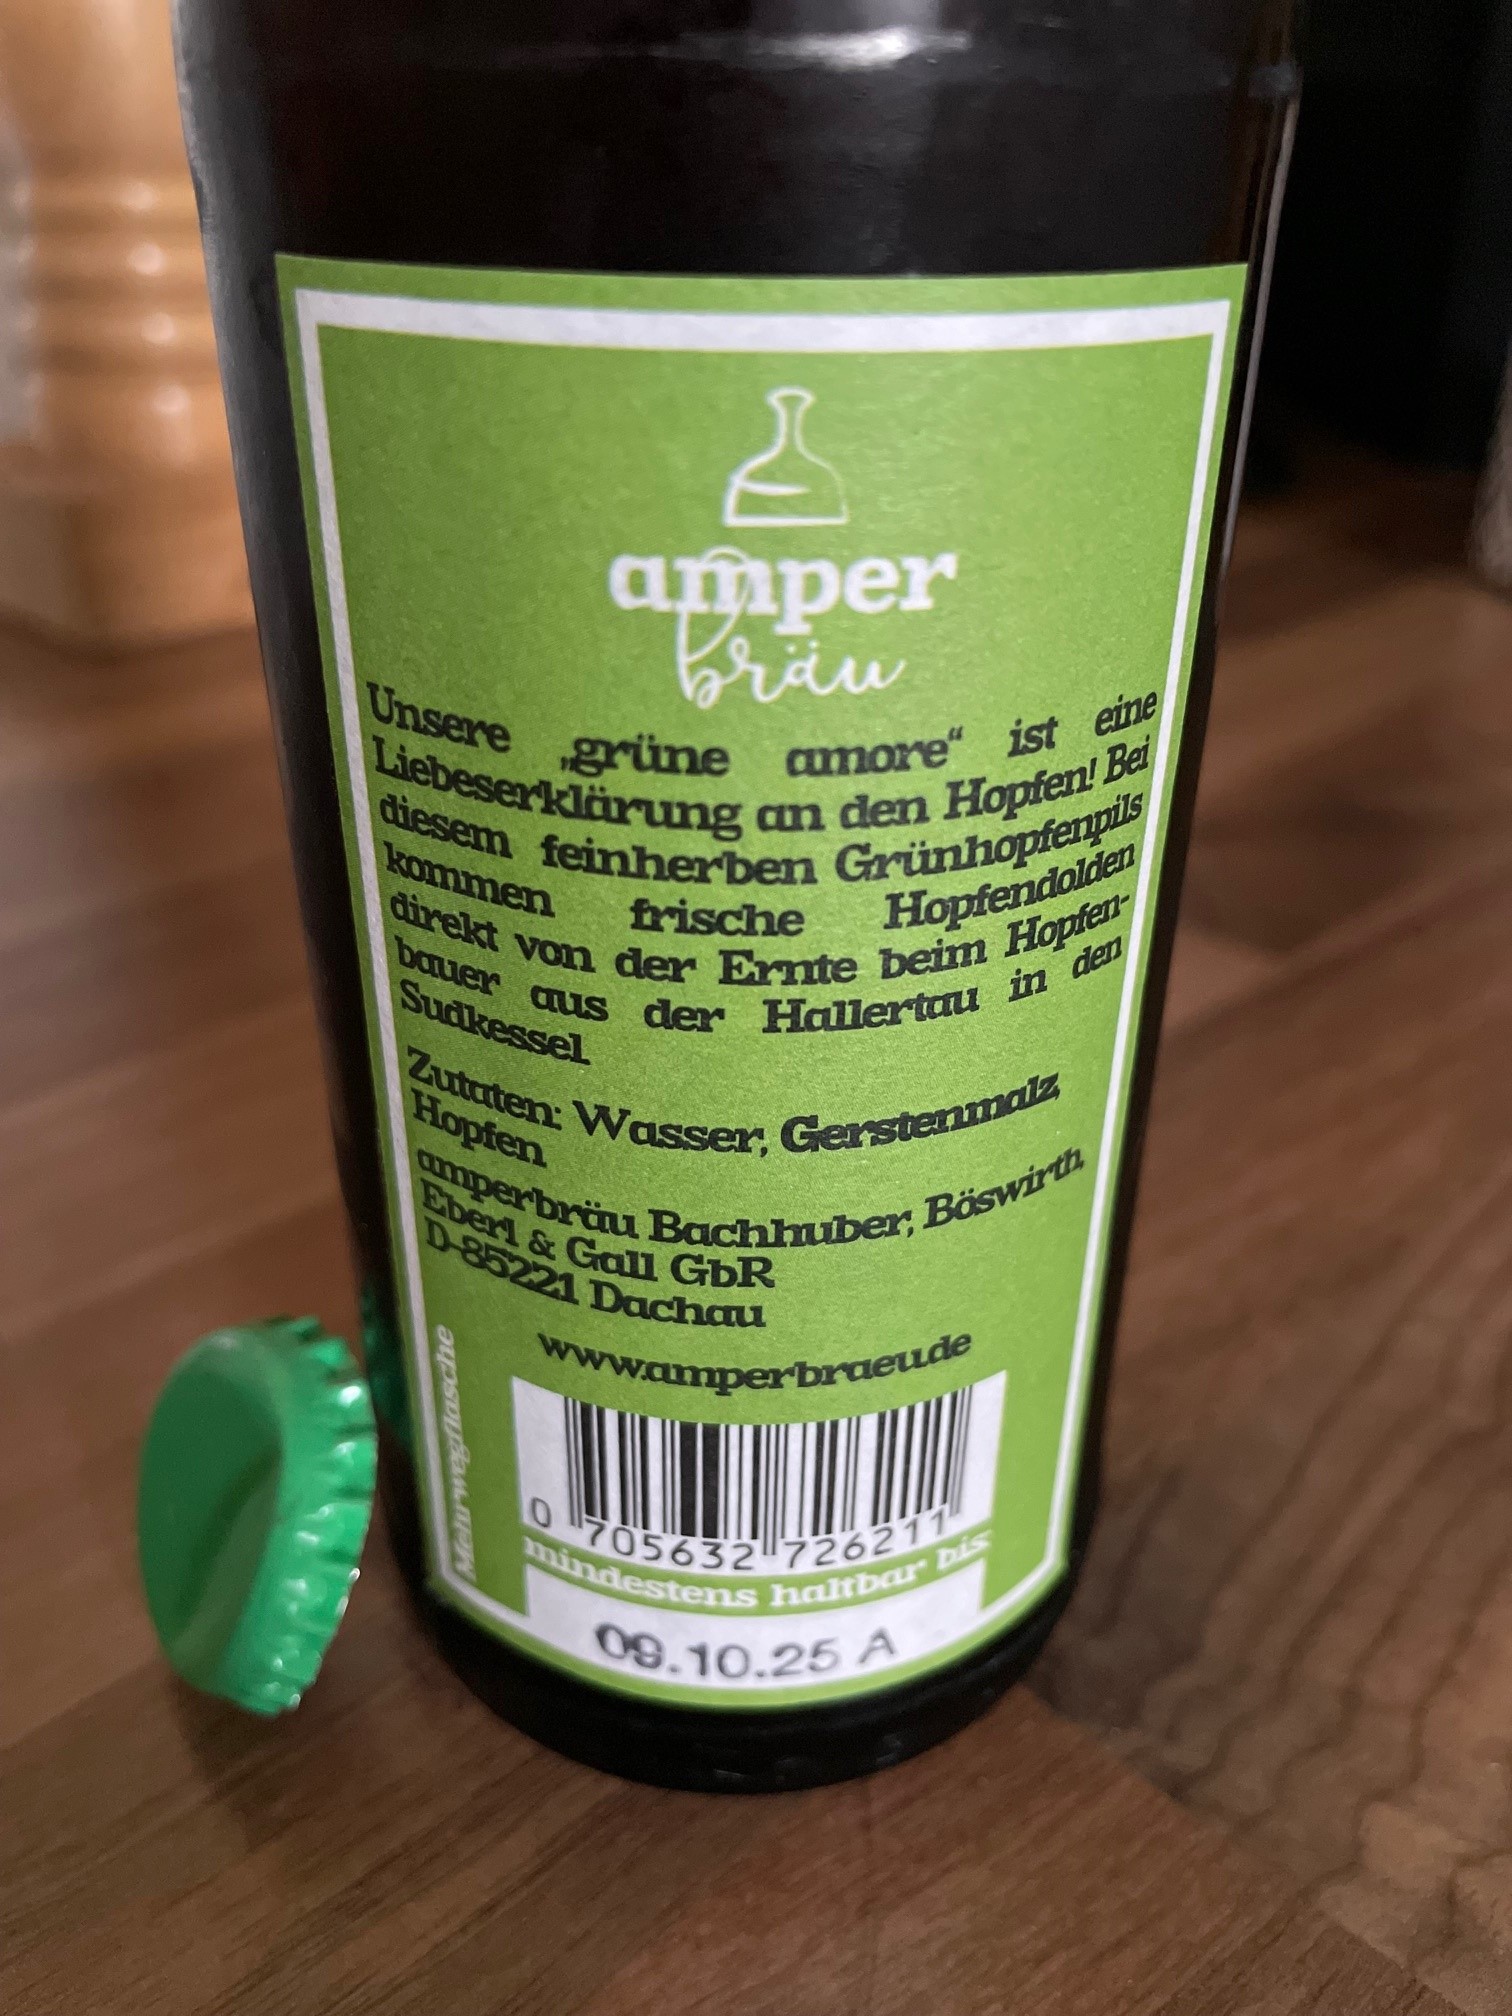 amper
bräu
Unsere „grüne amore“ ist eine
Liebeserklärung an den Hopfen! Bei
diesem feinherben Grünhopfenpils
kommen frische Hopfendolden
direkt von der Ernte beim Hopfen-
bauer aus der Hallertau in den
Sudkessel.
Zutaten: Wasser, Gerstenmalz,
Hopfen
amperbräu Bachhuber, Böswirth,
Eberl & Gall GbR
D-85221 Dachau
www.amperbraeu.de
Mehrwegflasche
0 705632 726211
mindestens haltbar bis:
09.10.25 A